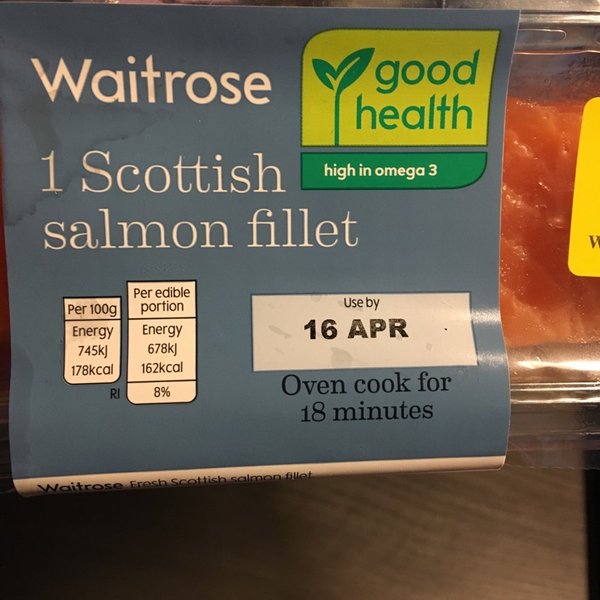 Waitrose
good
health
high in omega 3
1 Scottish
salmon fillet
Per 100g
Energy
745kJ
178kcal
Per edible
portion
Energy
678kJ
162kcal
RI
8%
Use by
16 APR
Oven cook for
18 minutes
Waitrose Fresh Scottish salmon fillet